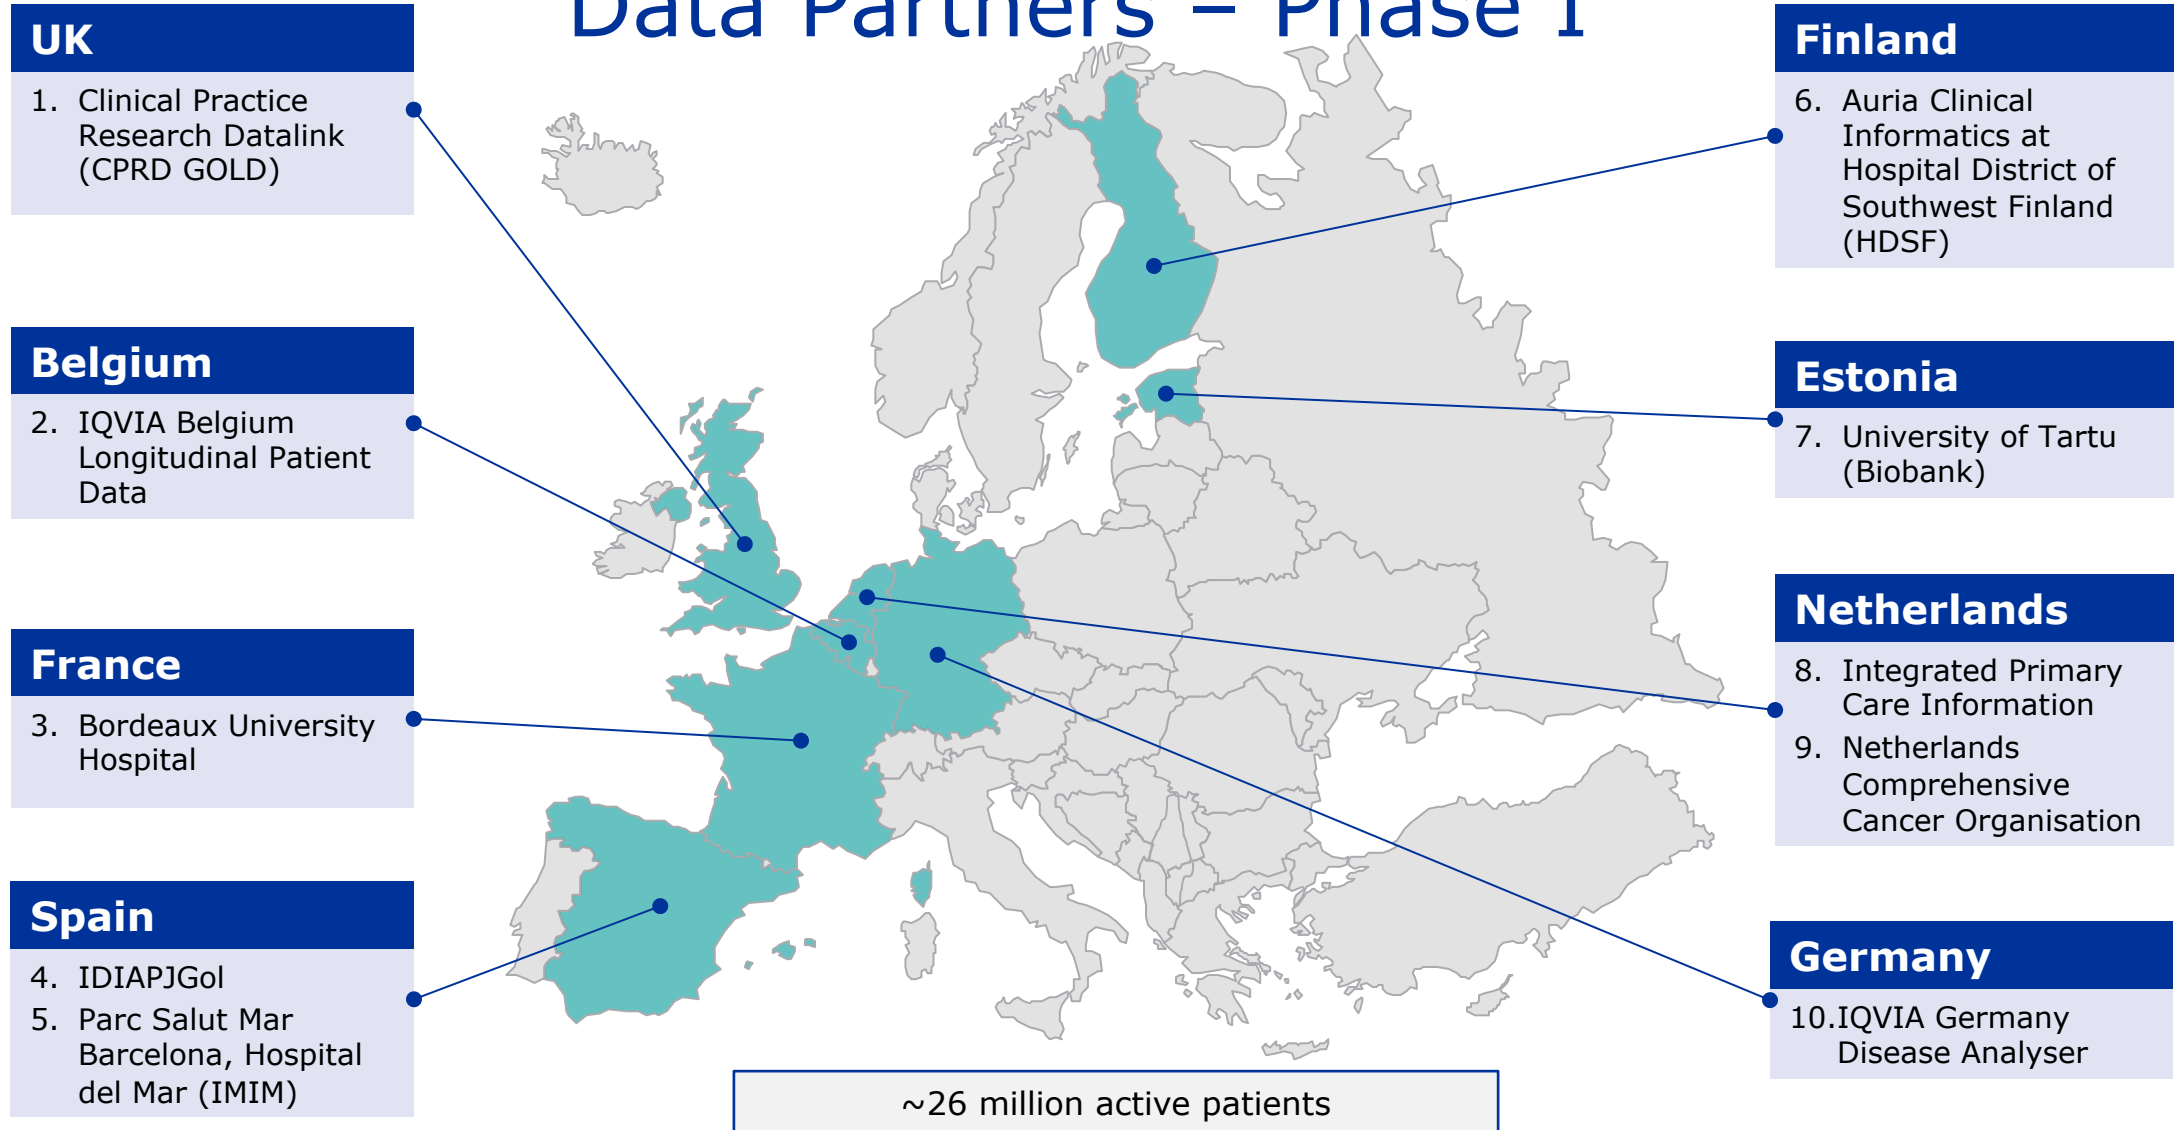 Data Partners – Phase I
UK
1. Clinical Practice
Research Datalink
(CPRD GOLD)
Belgium
2. IQVIA Belgium
Longitudinal Patient
Data
France
3. Bordeaux University
Hospital
Spain
4. IDIAPJGol
5. Parc Salut Mar
Barcelona, Hospital
del Mar (IMIM)
Finland
6. Auria Clinical
Informatics at
Hospital District of
Southwest Finland
(HDSF)
Estonia
7. University of Tartu
(Biobank)
Netherlands
8. Integrated Primary
Care Information
9. Netherlands
Comprehensive
Cancer Organisation
Germany
10.IQVIA Germany
Disease Analyser
~26 million active patients